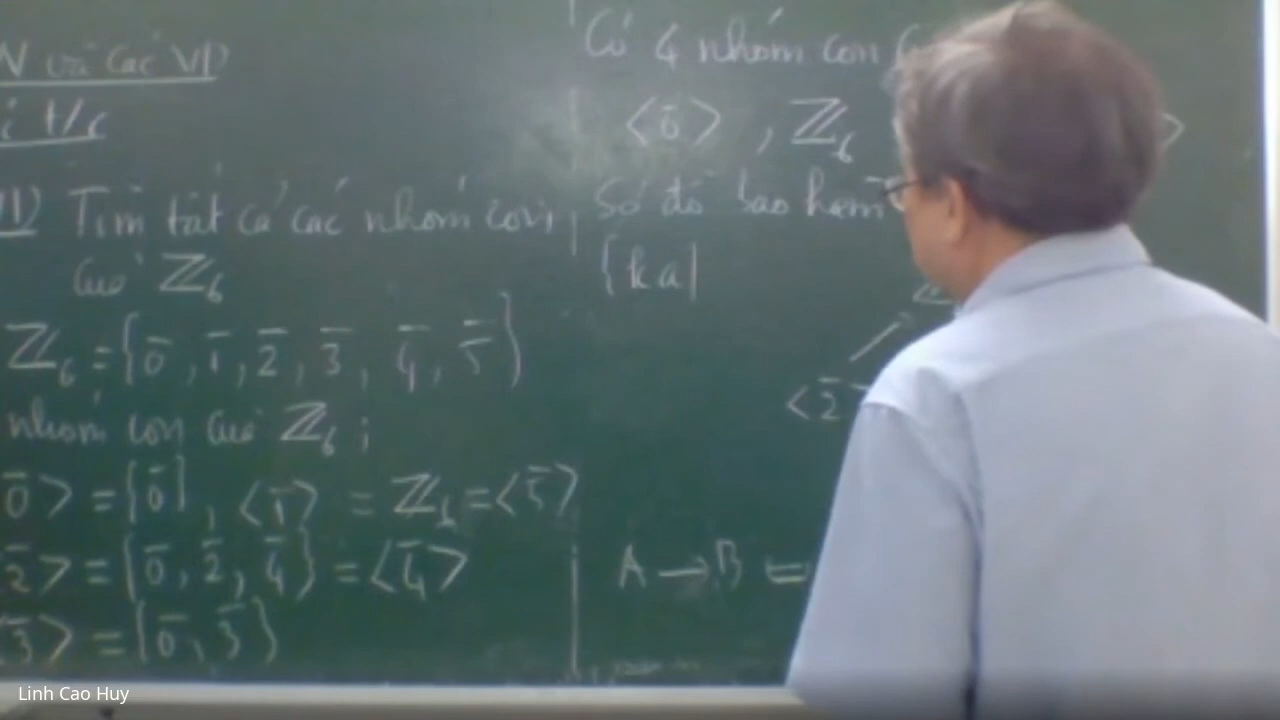 N và các VD
i t/c
11) Tìm tất cả các nhóm con
của ℤ₆
ℤ₆ = {0̄, 1̄, 2̄, 3̄, 4̄, 5̄}
nhóm con của ℤ₆ :
0̄> = {0̄}, <1̄> = ℤ₆ = <5̄>
2̄> = {0̄, 2̄, 4̄} = <4̄>
3̄> = {0̄, 3̄}
Có 4 nhóm con
<0̄> , ℤ₆ >
Sơ đồ bao hàm
{ka|
<2̄
A → B ⇔
Linh Cao Huy